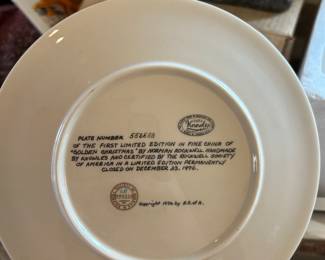 Knowles
PLATE NUMBER
OF THE FIRST LIMITED EDITION IN FINE CHINA OF
"GOLDEN CHRISTMAS" BY NORMAN ROCKWELL HANDMADE
BY KNOWLES AND CERTIFIED BY THE ROCKWELL SOCIETY
OF AMERICA IN A LIMITED EDITION PERMANENTLY
CLOSED ON DECEMBER 25, 1976.
Copyright 1976 by R.S. of A.